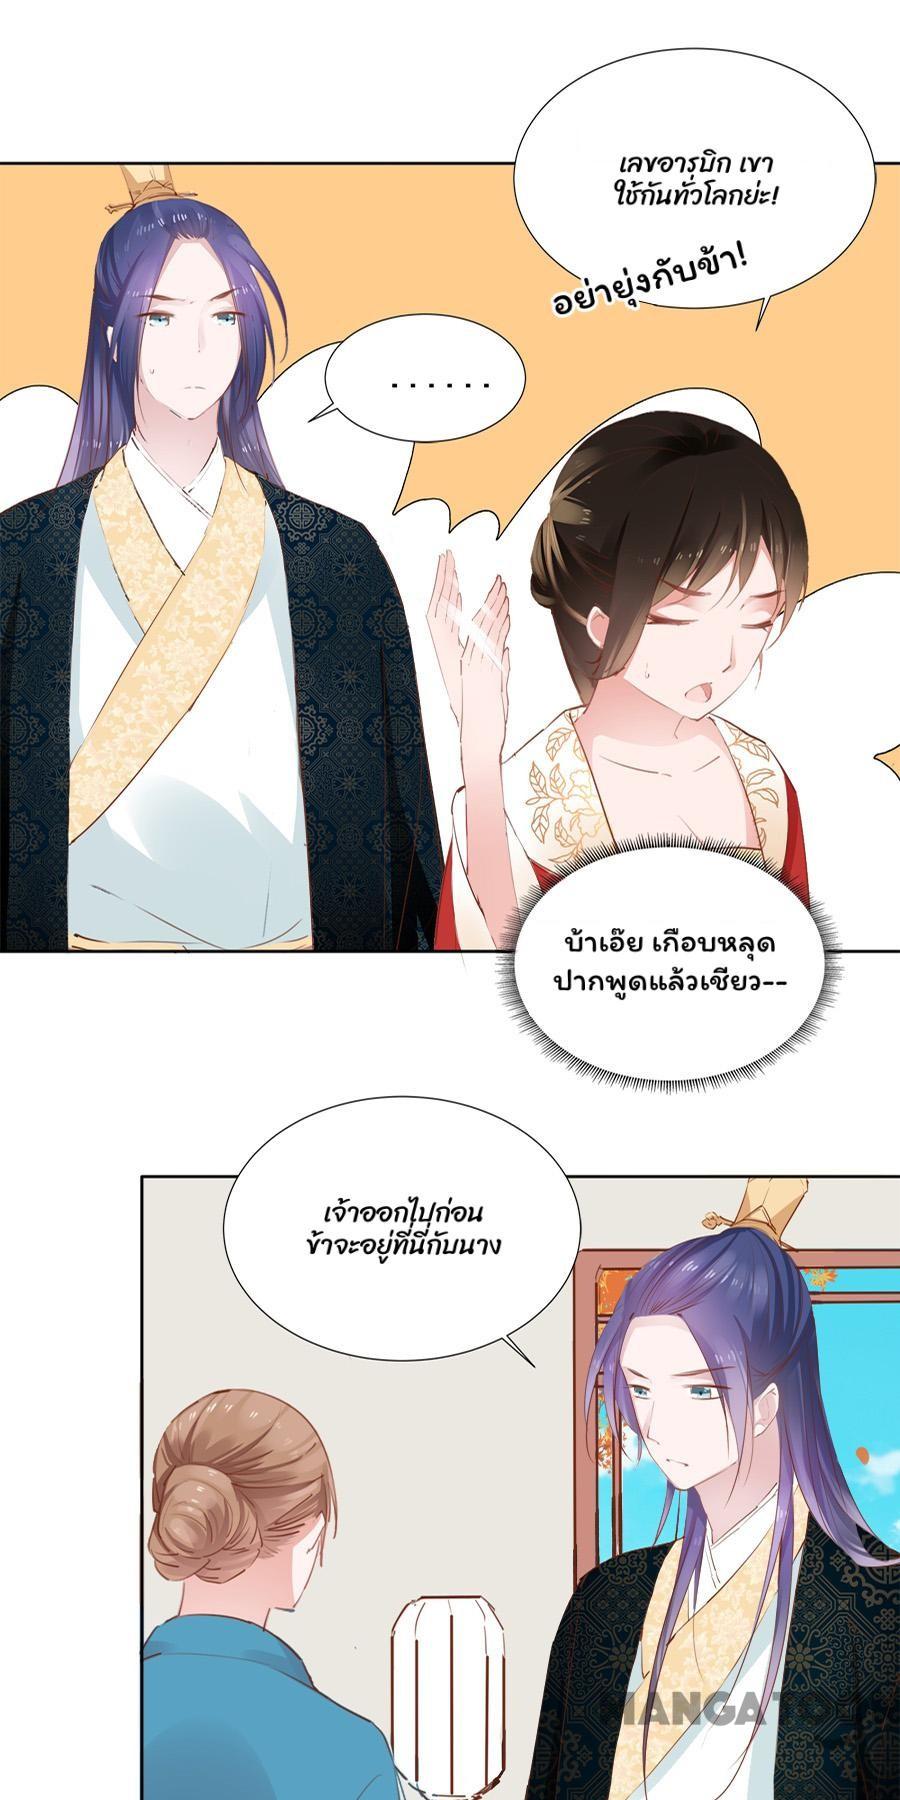 เลขอารบิก เขา
ใช้กันทั่วโลกย่ะ!
อย่ายุ่งกับข้า!
......
บ้าเอ๊ย เกือบหลุด
ปากพูดแล้วเชียว--
เจ้าออกไปก่อน
ข้าจะอยู่ที่นี่กับนาง
MANGATOON